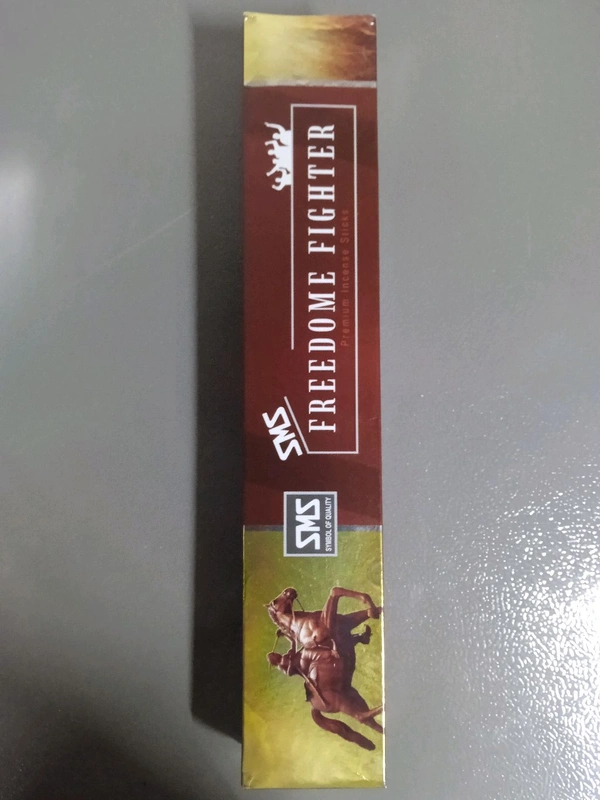 SMS
FREEDOME FIGHTER
Premium Incense Sticks
SMS
SYMBOL OF QUALITY